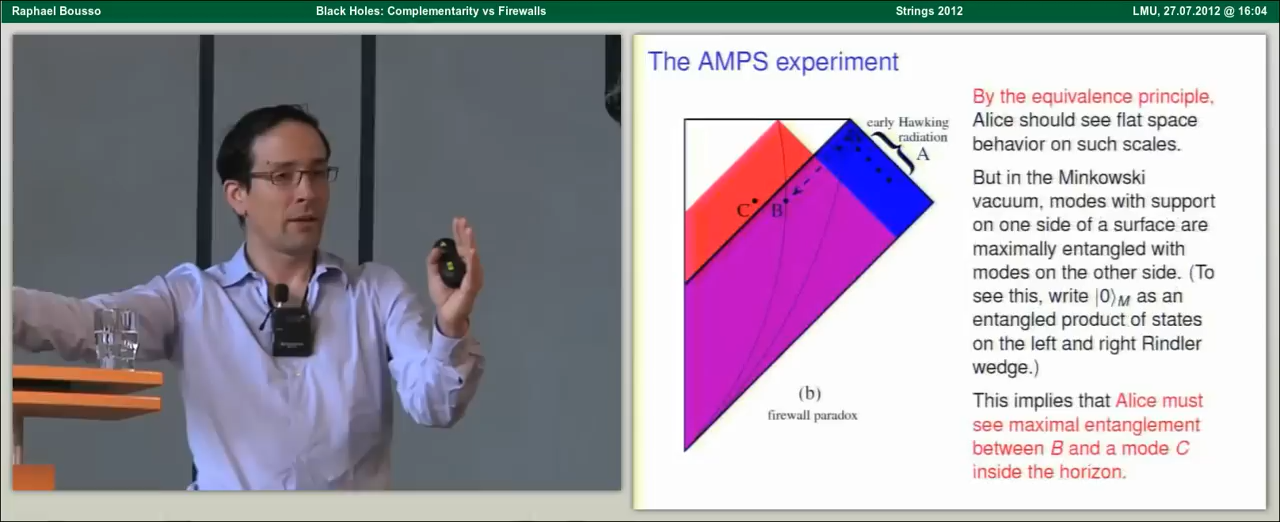 Raphael Bousso Black Holes: Complementarity vs Firewalls Strings 2012 LMU, 27.07.2012 @ 16:04
The AMPS experiment
early Hawking
radiation
A
C
B
(b)
firewall paradox
By the equivalence principle,
Alice should see flat space
behavior on such scales.
But in the Minkowski
vacuum, modes with support
on one side of a surface are
maximally entangled with
modes on the other side. (To
see this, write |0⟩M as an
entangled product of states
on the left and right Rindler
wedge.)
This implies that Alice must
see maximal entanglement
between B and a mode C
inside the horizon.